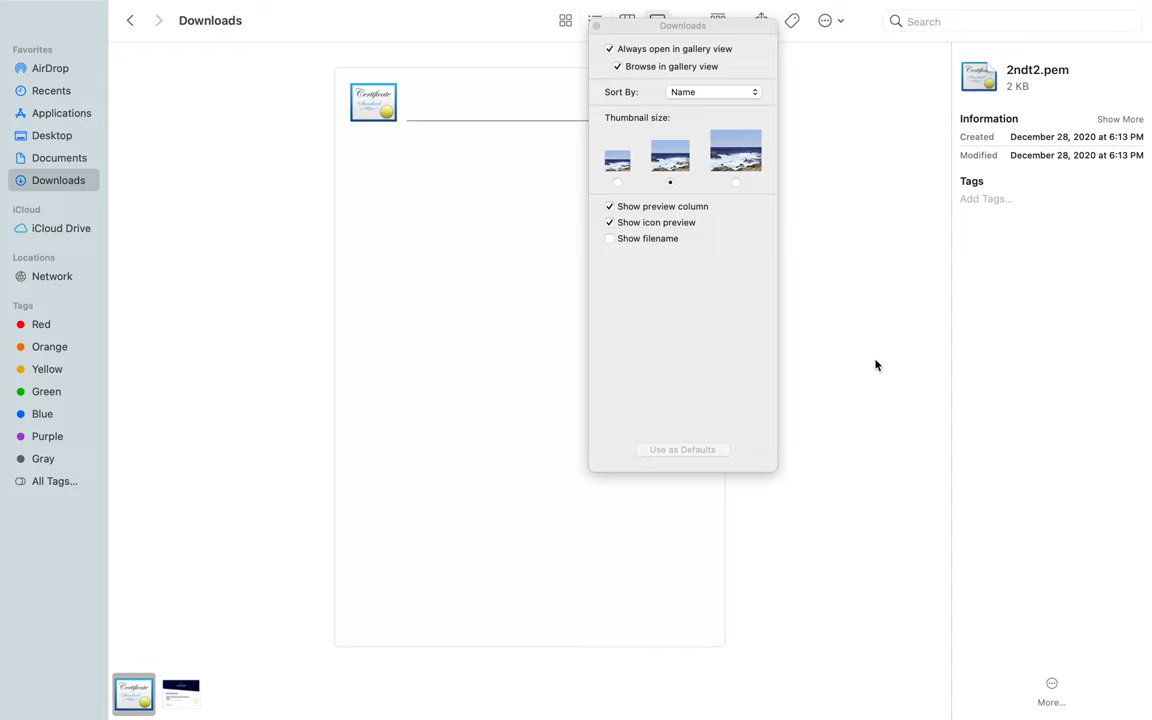 Downloads
Search
Favorites
AirDrop
Recents
Applications
Desktop
Documents
Downloads
iCloud
iCloud Drive
Locations
Network
Tags
Red
Orange
Yellow
Green
Blue
Purple
Gray
All Tags...
Certificate
Standard
Downloads
Always open in gallery view
Browse in gallery view
Sort By: Name
Thumbnail size:
Show preview column
Show icon preview
Show filename
Use as Defaults
2ndt2.pem
2 KB
Information Show More
Created December 28, 2020 at 6:13 PM
Modified December 28, 2020 at 6:13 PM
Tags
Add Tags...
More...
Certificate
Standard